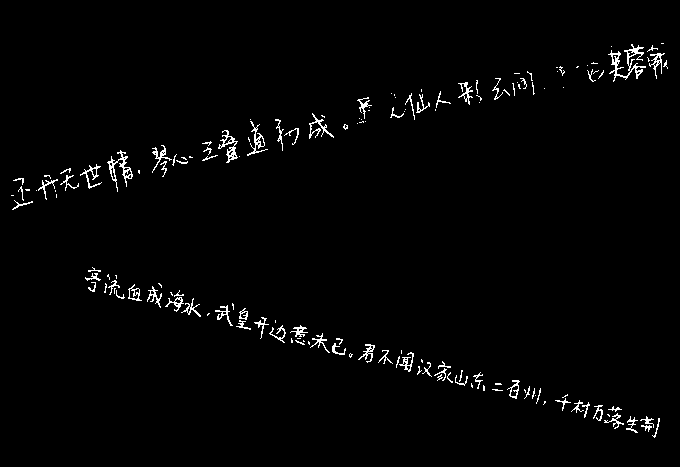 还丹无世情，琴心三叠道初成。遥见仙人彩云间，手把芙蓉朝
亭流血成海水，武皇开边意未已。君不闻汉家山东二百州，千村万落生荆